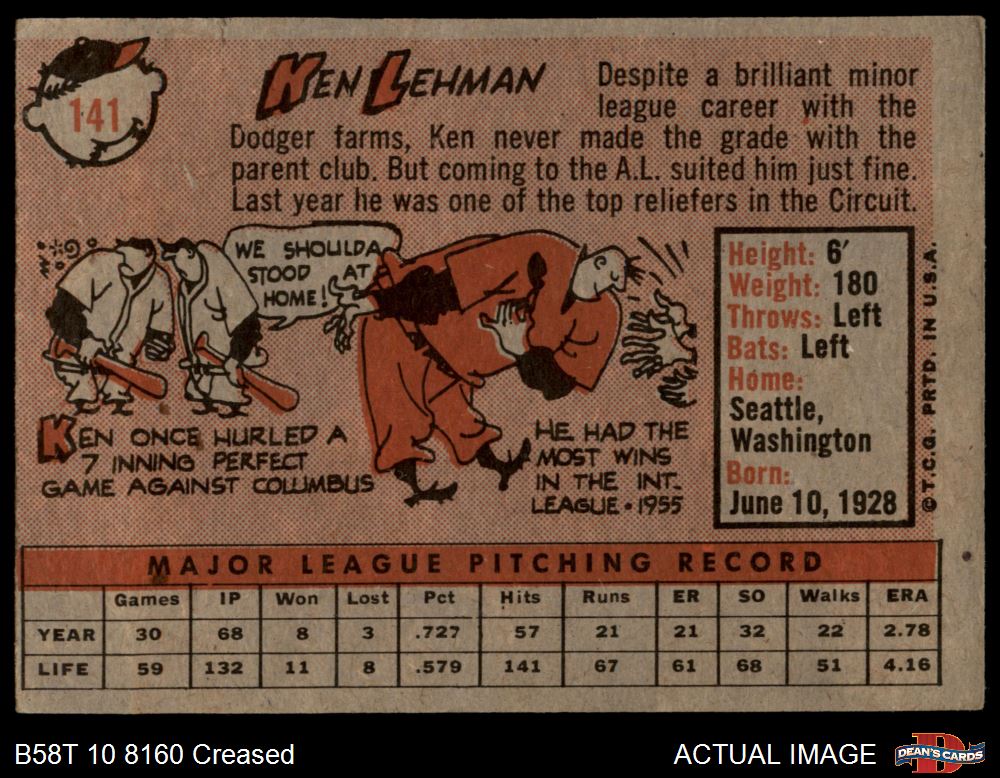 141
KEN LEHMAN
Despite a brilliant minor
league career with the
Dodger farms, Ken never made the grade with the
parent club. But coming to the A.L. suited him just fine.
Last year he was one of the top reliefers in the Circuit.
WE SHOULDA
STOOD AT
HOME!
KEN ONCE HURLED A
7 INNING PERFECT
GAME AGAINST COLUMBUS
HE HAD THE
MOST WINS
IN THE INT.
LEAGUE • 1955
Height: 6′
Weight: 180
Throws: Left
Bats: Left
Home:
Seattle,
Washington
Born:
June 10, 1928
© T.C.G. PRTD. IN U.S.A.
MAJOR LEAGUE PITCHING RECORD
Games IP Won Lost Pct Hits Runs ER SO Walks ERA
YEAR 30 68 8 3 .727 57 21 21 32 22 2.78
LIFE 59 132 11 8 .579 141 67 61 68 51 4.16
B58T 10 8160 Creased
ACTUAL IMAGE
DEAN'S CARDS